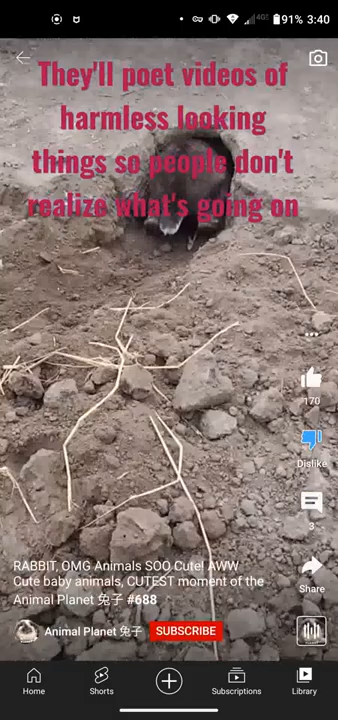 91% 3:40
They'll poet videos of
harmless looking
things so people don't
realize what's going on
170
Dislike
3
Share
RABBIT, OMG Animals SOO Cute! AWW
Cute baby animals, CUTEST moment of the
Animal Planet 兔子 #688
Animal Planet 兔子 SUBSCRIBE
Home Shorts Subscriptions Library